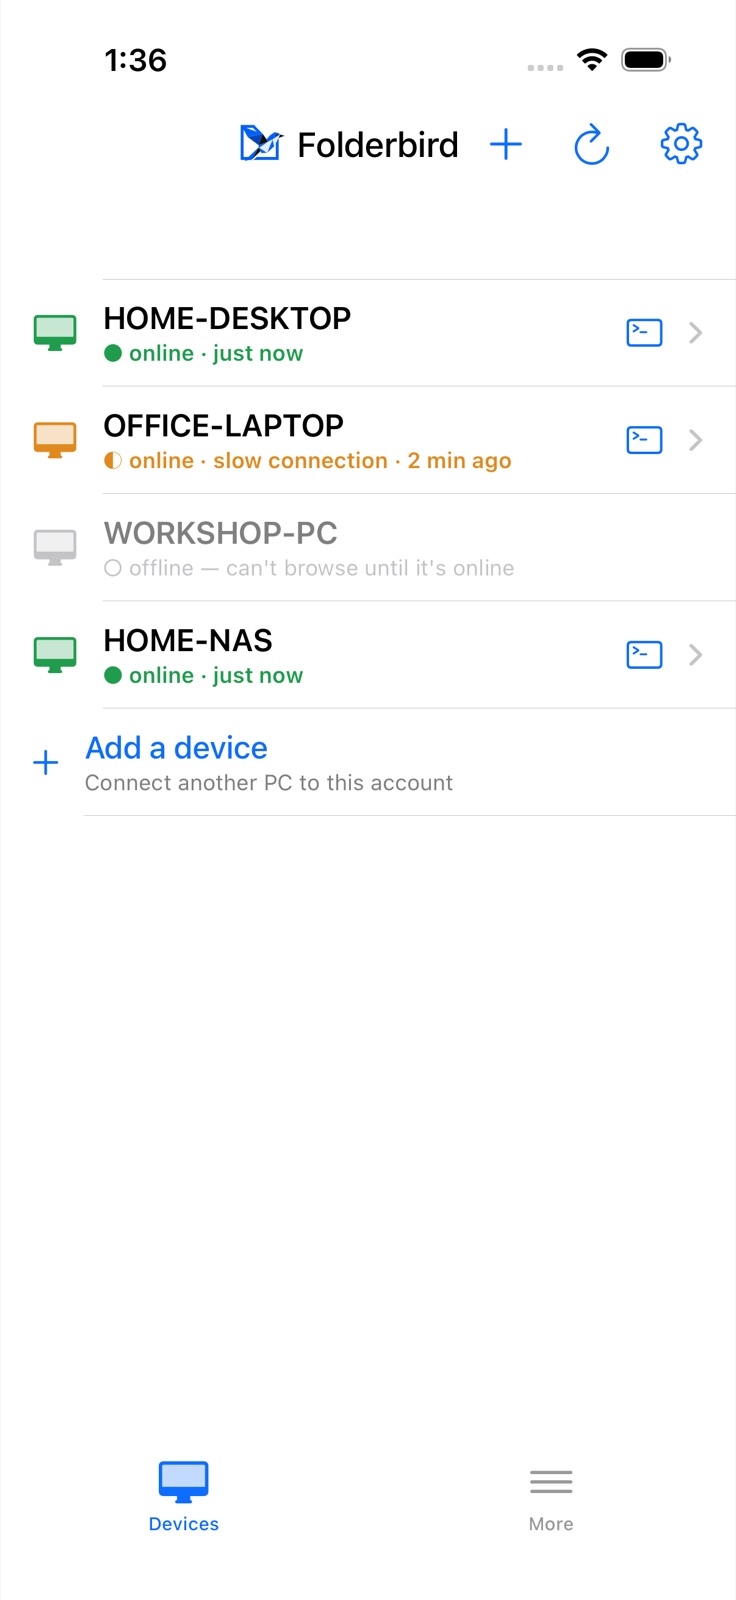 1:36
Folderbird
HOME-DESKTOP
online · just now
OFFICE-LAPTOP
online · slow connection · 2 min ago
WORKSHOP-PC
offline — can't browse until it's online
HOME-NAS
online · just now
Add a device
Connect another PC to this account
Devices
More